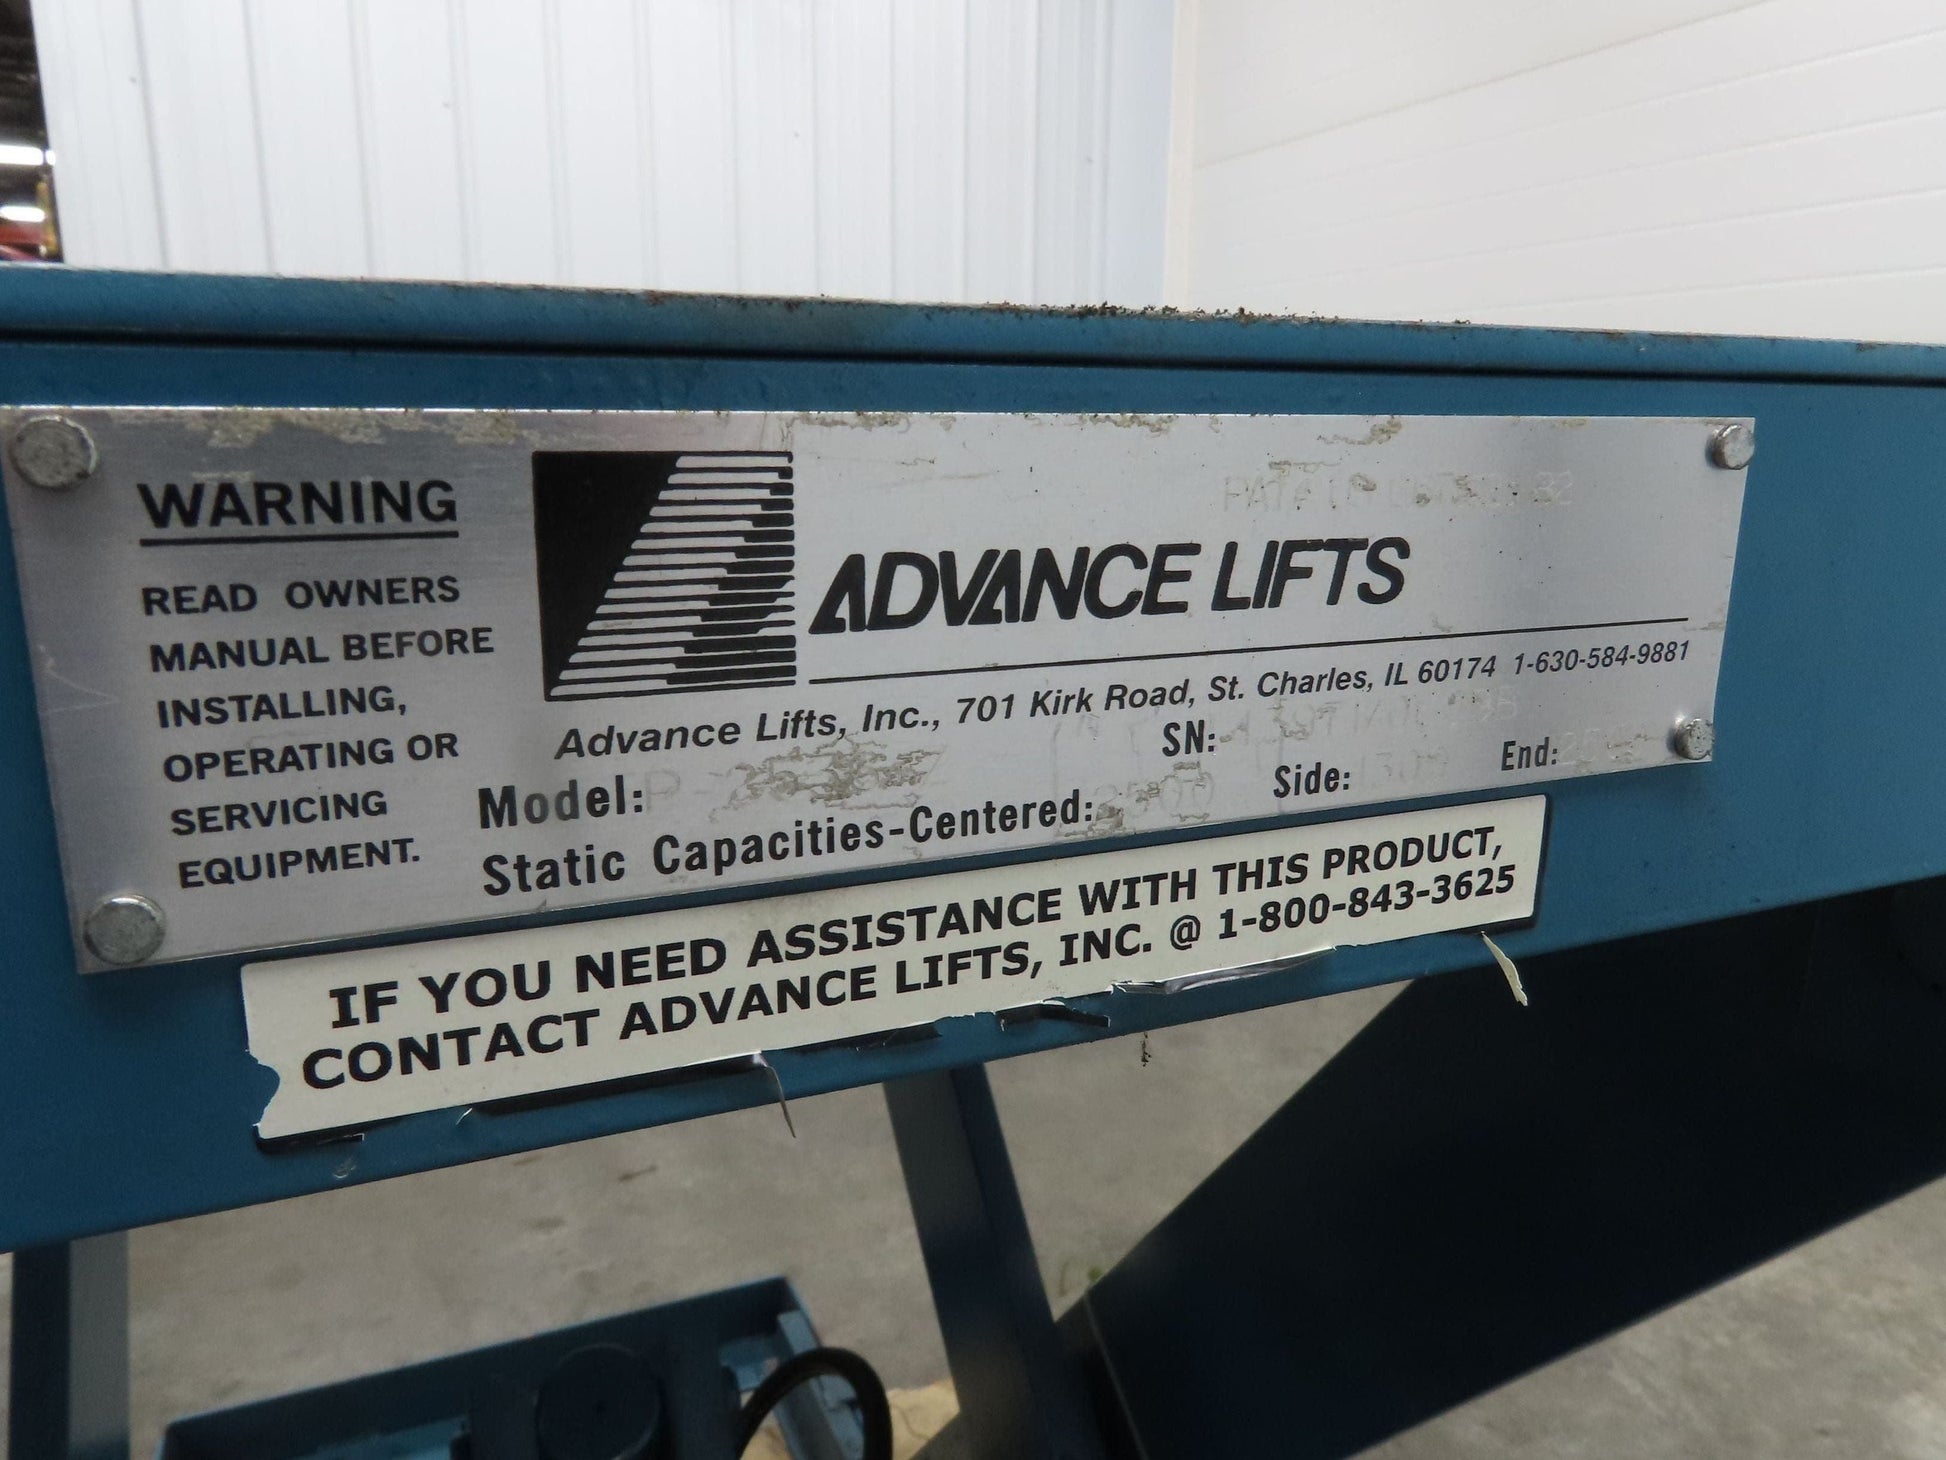 WARNING
READ OWNERS
MANUAL BEFORE
INSTALLING,
OPERATING OR
SERVICING
EQUIPMENT.
ADVANCE LIFTS
Advance Lifts, Inc., 701 Kirk Road, St. Charles, IL 60174 1-630-584-9881
Model: SN:
Static Capacities-Centered: Side: End:
IF YOU NEED ASSISTANCE WITH THIS PRODUCT,
CONTACT ADVANCE LIFTS, INC. @ 1-800-843-3625